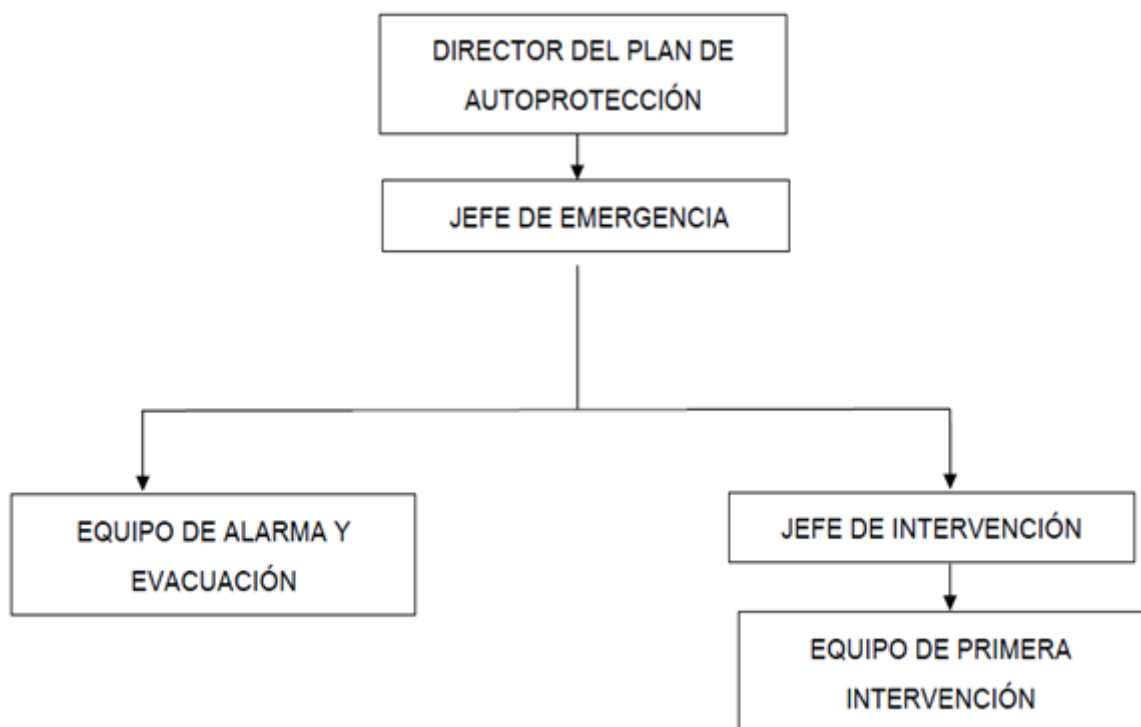 DIRECTOR DEL PLAN DE
AUTOPROTECCIÓN
JEFE DE EMERGENCIA
EQUIPO DE ALARMA Y
EVACUACIÓN
JEFE DE INTERVENCIÓN
EQUIPO DE PRIMERA
INTERVENCIÓN